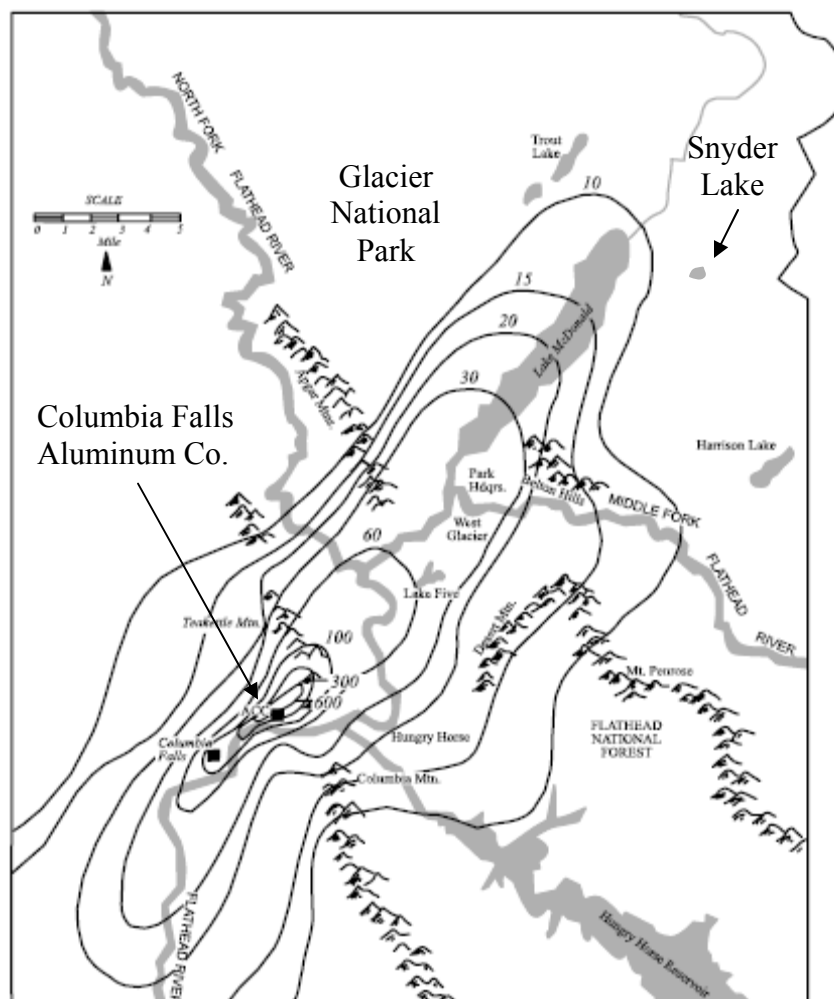 NORTH FORK
FLATHEAD RIVER
Trout
Lake
Snyder
Lake
Glacier
National
Park
10
SCALE
0 1 2 3 4 5
Mile
N
15
20
Lake McDonald
30
Apgar Mtns.
Columbia Falls
Aluminum Co.
Harrison Lake
Park
Hdqrs.
Belton Hills
MIDDLE FORK
FLATHEAD
RIVER
West
Glacier
60
Lake Five
Teakettle Mtn.
Desert Mtn.
100
300
600
Mt. Penrose
Columbia
Falls
Hungry Horse
FLATHEAD
NATIONAL
FOREST
Columbia Mtn.
FLATHEAD RIVER
Hungry Horse Reservoir